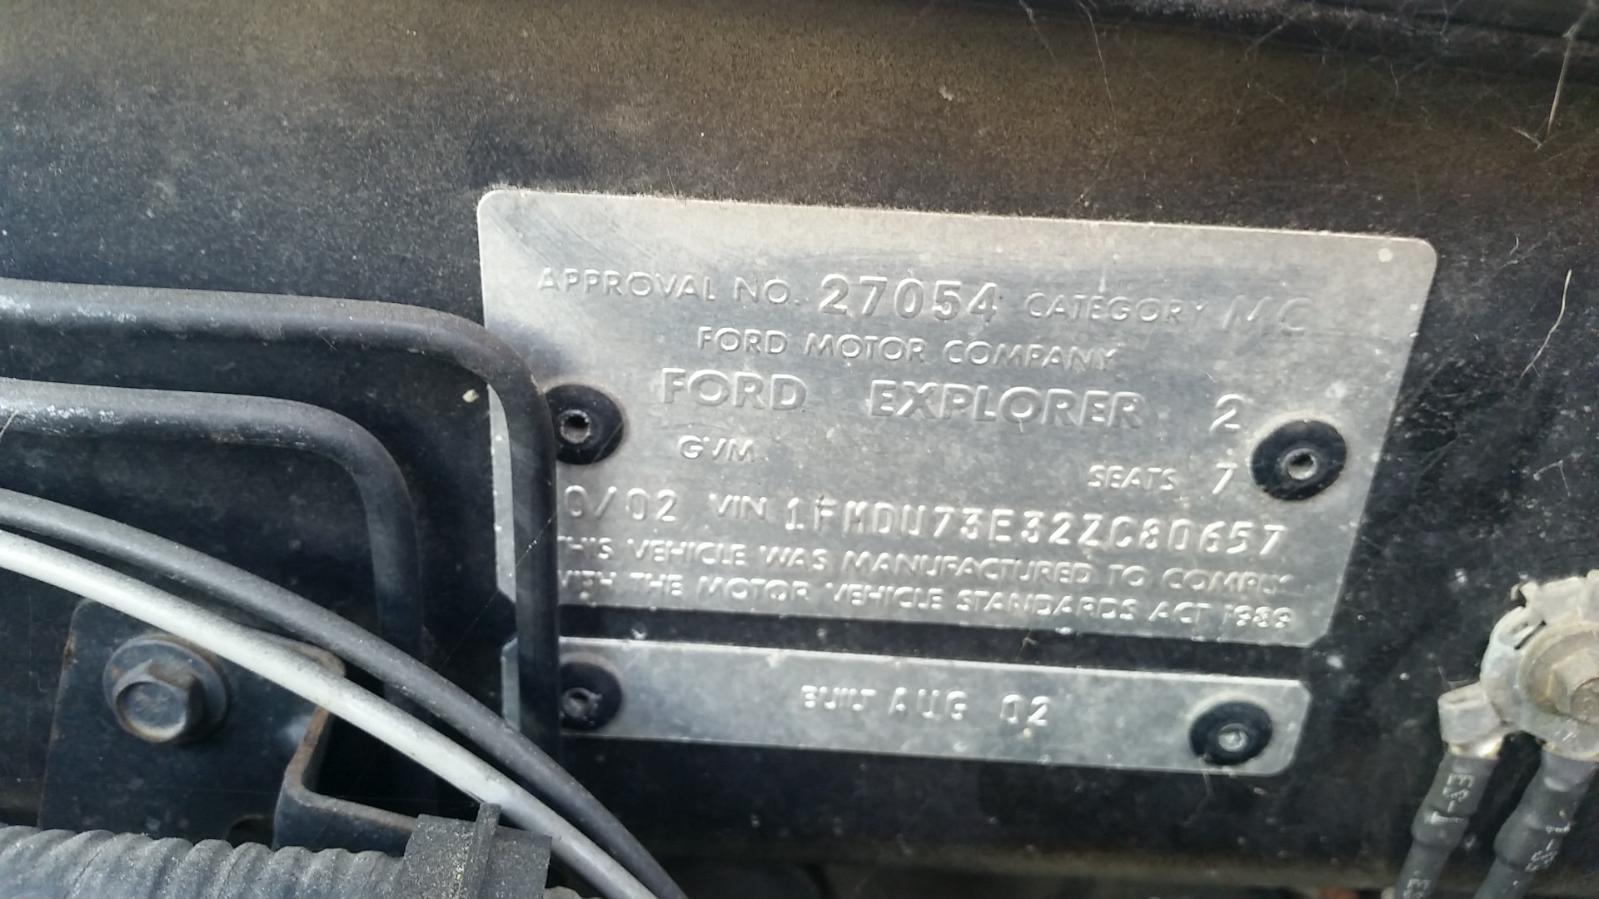 APPROVAL NO. 27054 CATEGORY MC
FORD MOTOR COMPANY
FORD EXPLORER 2
GVM SEATS 7
0/02 VIN 1FMDU73E32ZC80657
THIS VEHICLE WAS MANUFACTURED TO COMPLY
WITH THE MOTOR VEHICLE STANDARDS ACT 1989
BUILT AUG 02